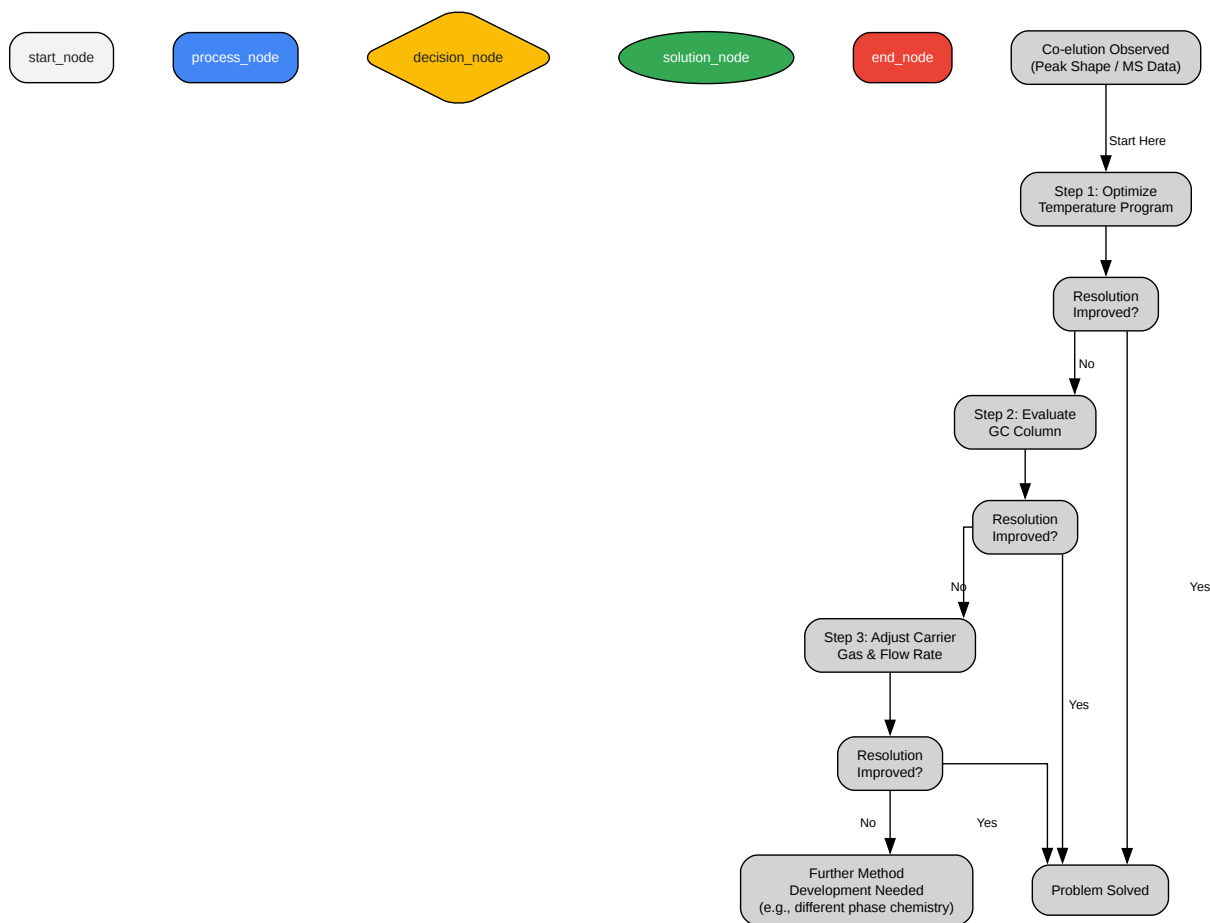 start_node
process_node
decision_node
solution_node
end_node
Co-elution Observed
(Peak Shape / MS Data)
Start Here
Step 1: Optimize
Temperature Program
Resolution
Improved?
No
Step 2: Evaluate
GC Column
Resolution
Improved?
No
Yes
Step 3: Adjust Carrier
Gas & Flow Rate
Yes
Resolution
Improved?
No
Yes
Further Method
Development Needed
(e.g., different phase chemistry)
Problem Solved